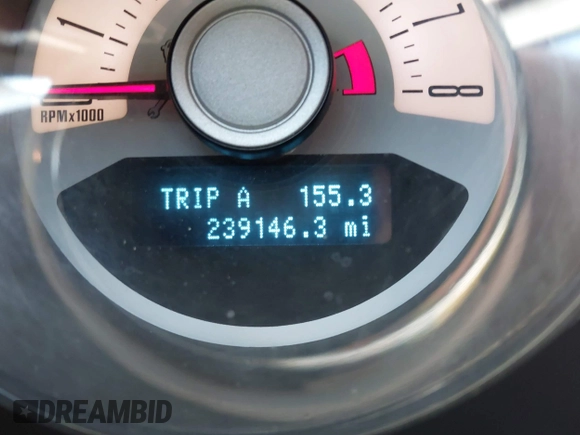 1
7
8
RPMx1000
TRIP A 155.3
239146.3 mi
DREAMBID